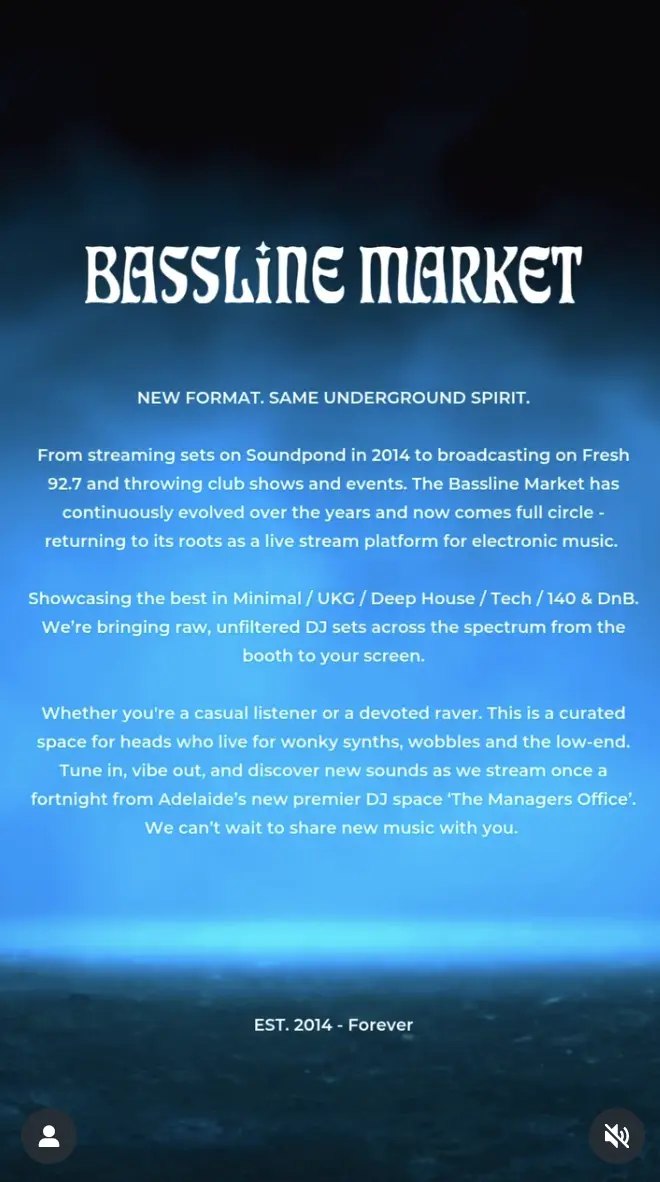 BASSLINE MARKET
NEW FORMAT. SAME UNDERGROUND SPIRIT.
From streaming sets on Soundpond in 2014 to broadcasting on Fresh
92.7 and throwing club shows and events. The Bassline Market has
continuously evolved over the years and now comes full circle -
returning to its roots as a live stream platform for electronic music.
Showcasing the best in Minimal / UKG / Deep House / Tech / 140 & DnB.
We’re bringing raw, unfiltered DJ sets across the spectrum from the
booth to your screen.
Whether you're a casual listener or a devoted raver. This is a curated
space for heads who live for wonky synths, wobbles and the low-end.
Tune in, vibe out, and discover new sounds as we stream once a
fortnight from Adelaide’s new premier DJ space ‘The Managers Office’.
We can’t wait to share new music with you.
EST. 2014 - Forever